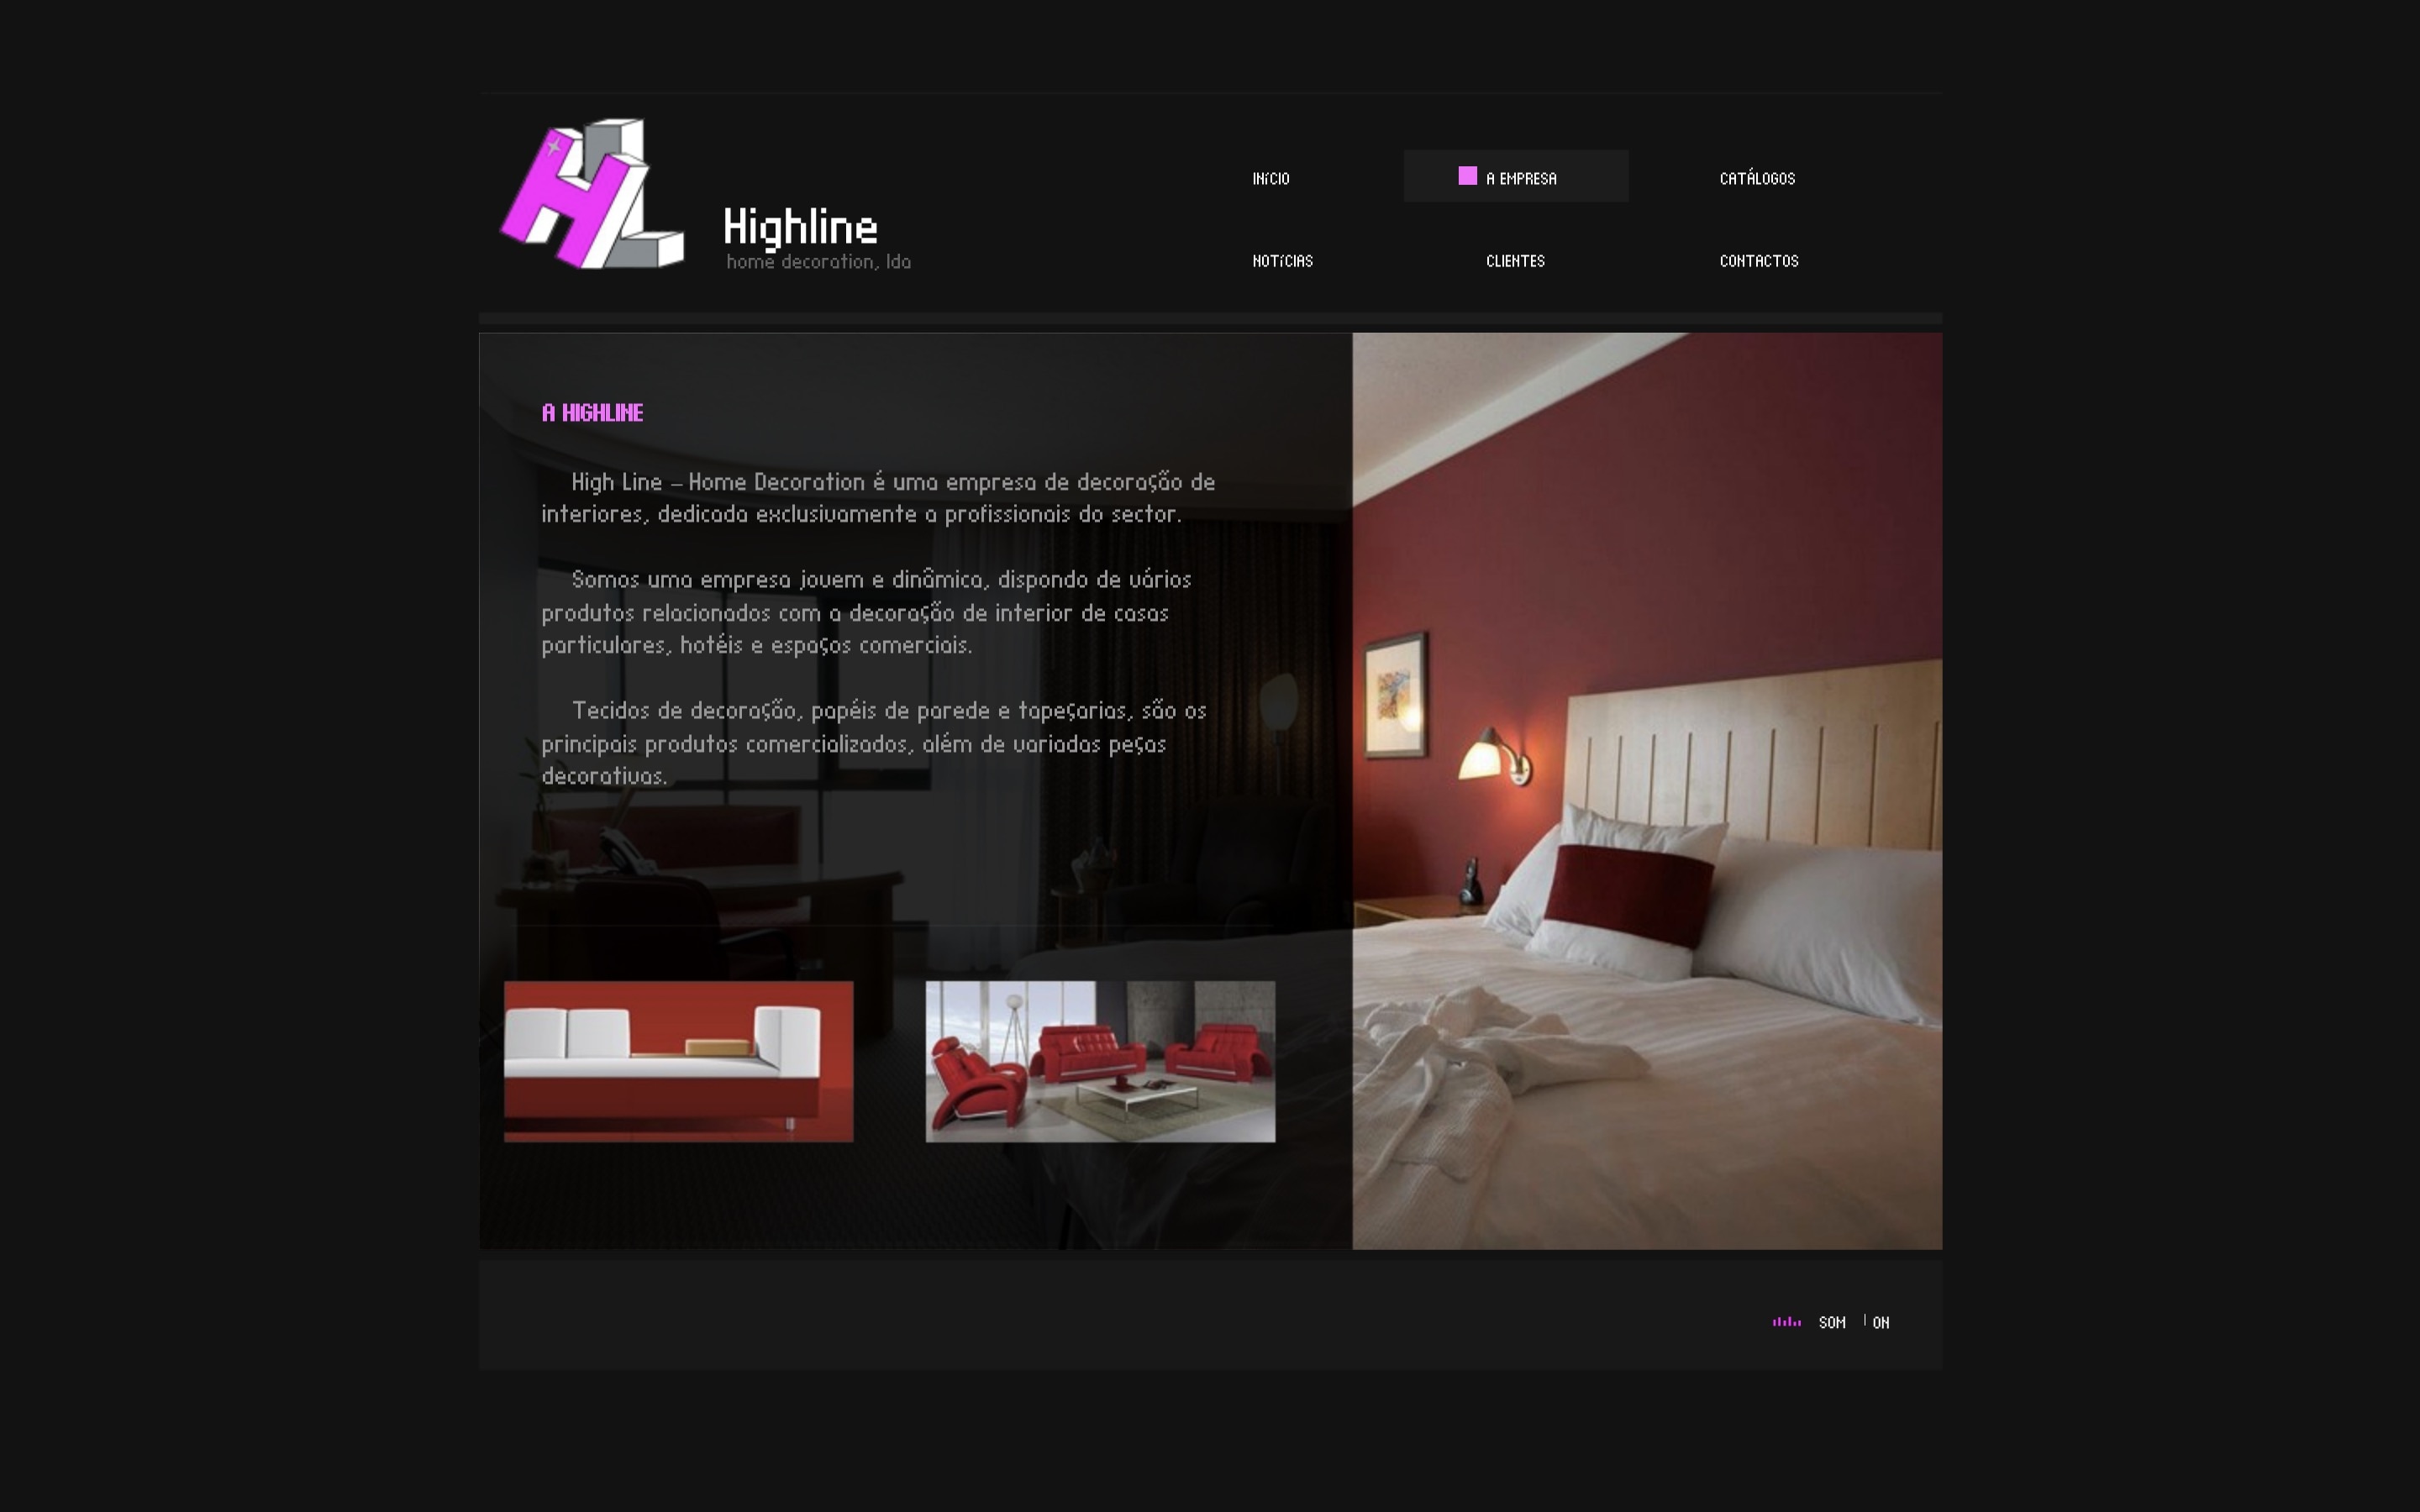 Highline
home decoration, lda
INíCIO
A EMPRESA
CATÁLOGOS
NOTíCIAS
CLIENTES
CONTACTOS
A HIGHLINE
High Line – Home Decoration é uma empresa de decoração de
interiores, dedicada exclusivamente a profissionais do sector.
Somos uma empresa jovem e dinâmica, dispondo de vários
produtos relacionados com a decoração de interior de casas
particulares, hotéis e espaços comerciais.
Tecidos de decoração, papéis de parede e tapeçarias, são os
principais produtos comercializados, além de variadas peças
decorativas.
SOM | ON